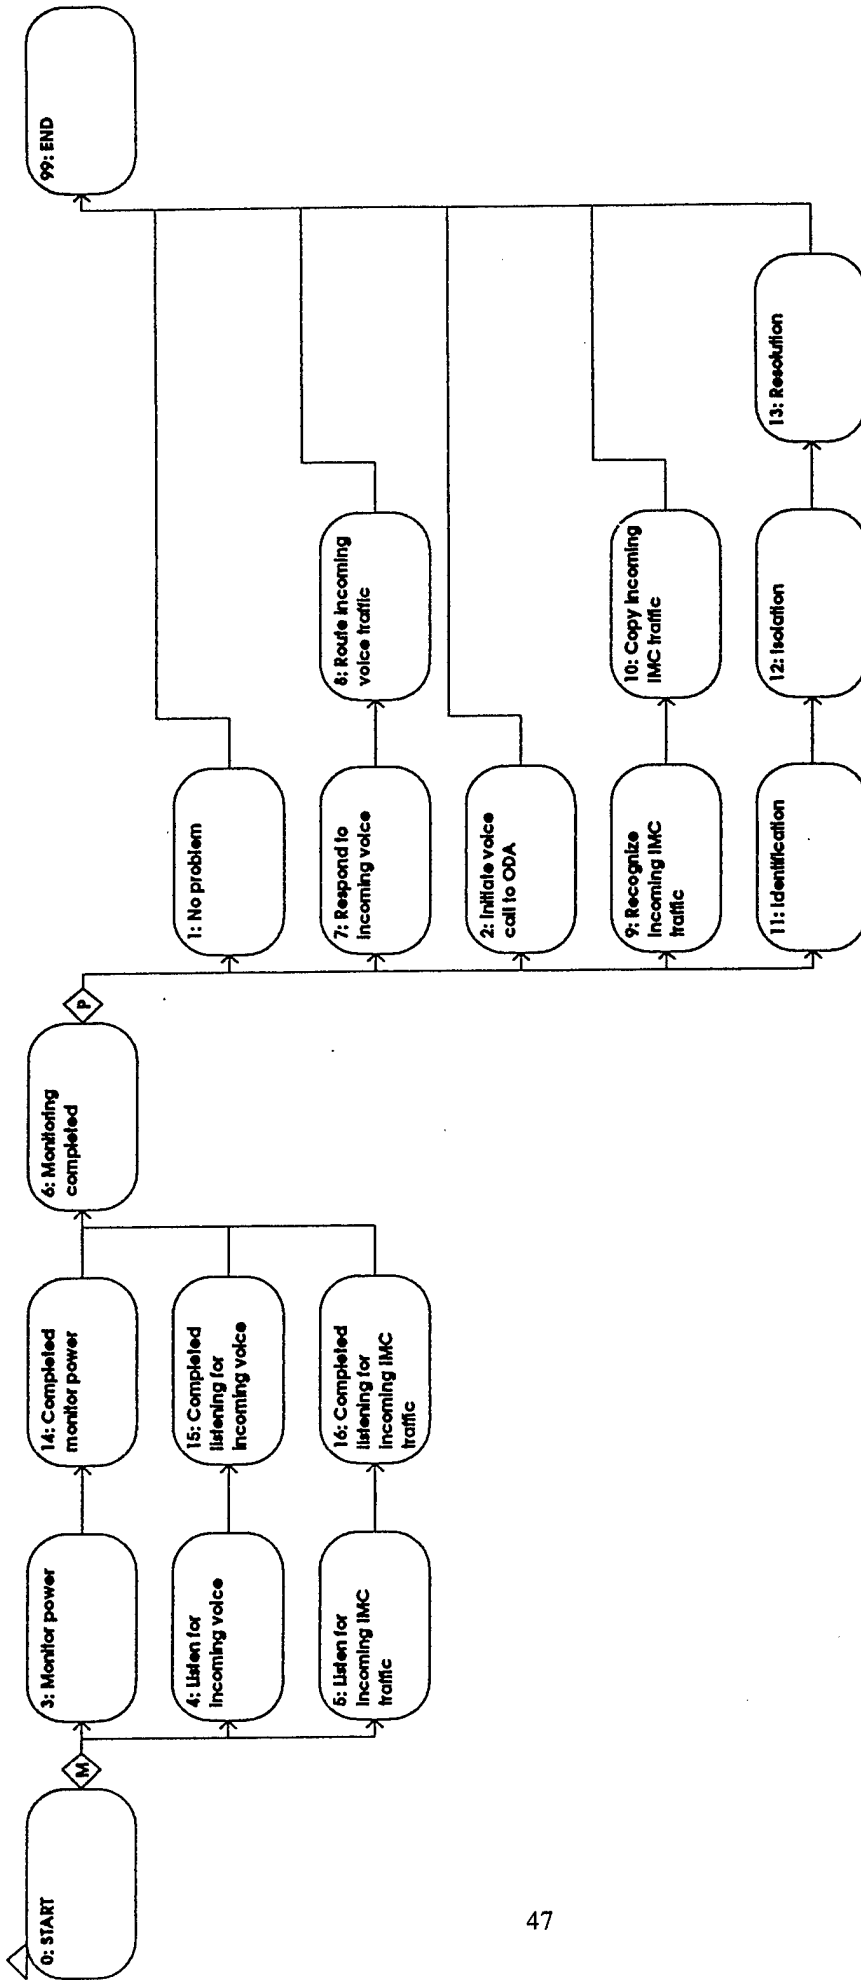 0: START
M
3: Monitor power
4: Listen for
incoming voice
5: Listen for
incoming IMC
traffic
14: Completed
monitor power
15: Completed
listening for
incoming voice
16: Completed
listening for
incoming IMC
traffic
6: Monitoring
completed
P
1: No problem
7: Respond to
incoming voice
2: Initiate voice
call to ODA
9: Recognize
incoming IMC
traffic
11: Identification
8: Route incoming
voice traffic
10: Copy incoming
IMC traffic
12: Isolation
13: Resolution
99: END
47